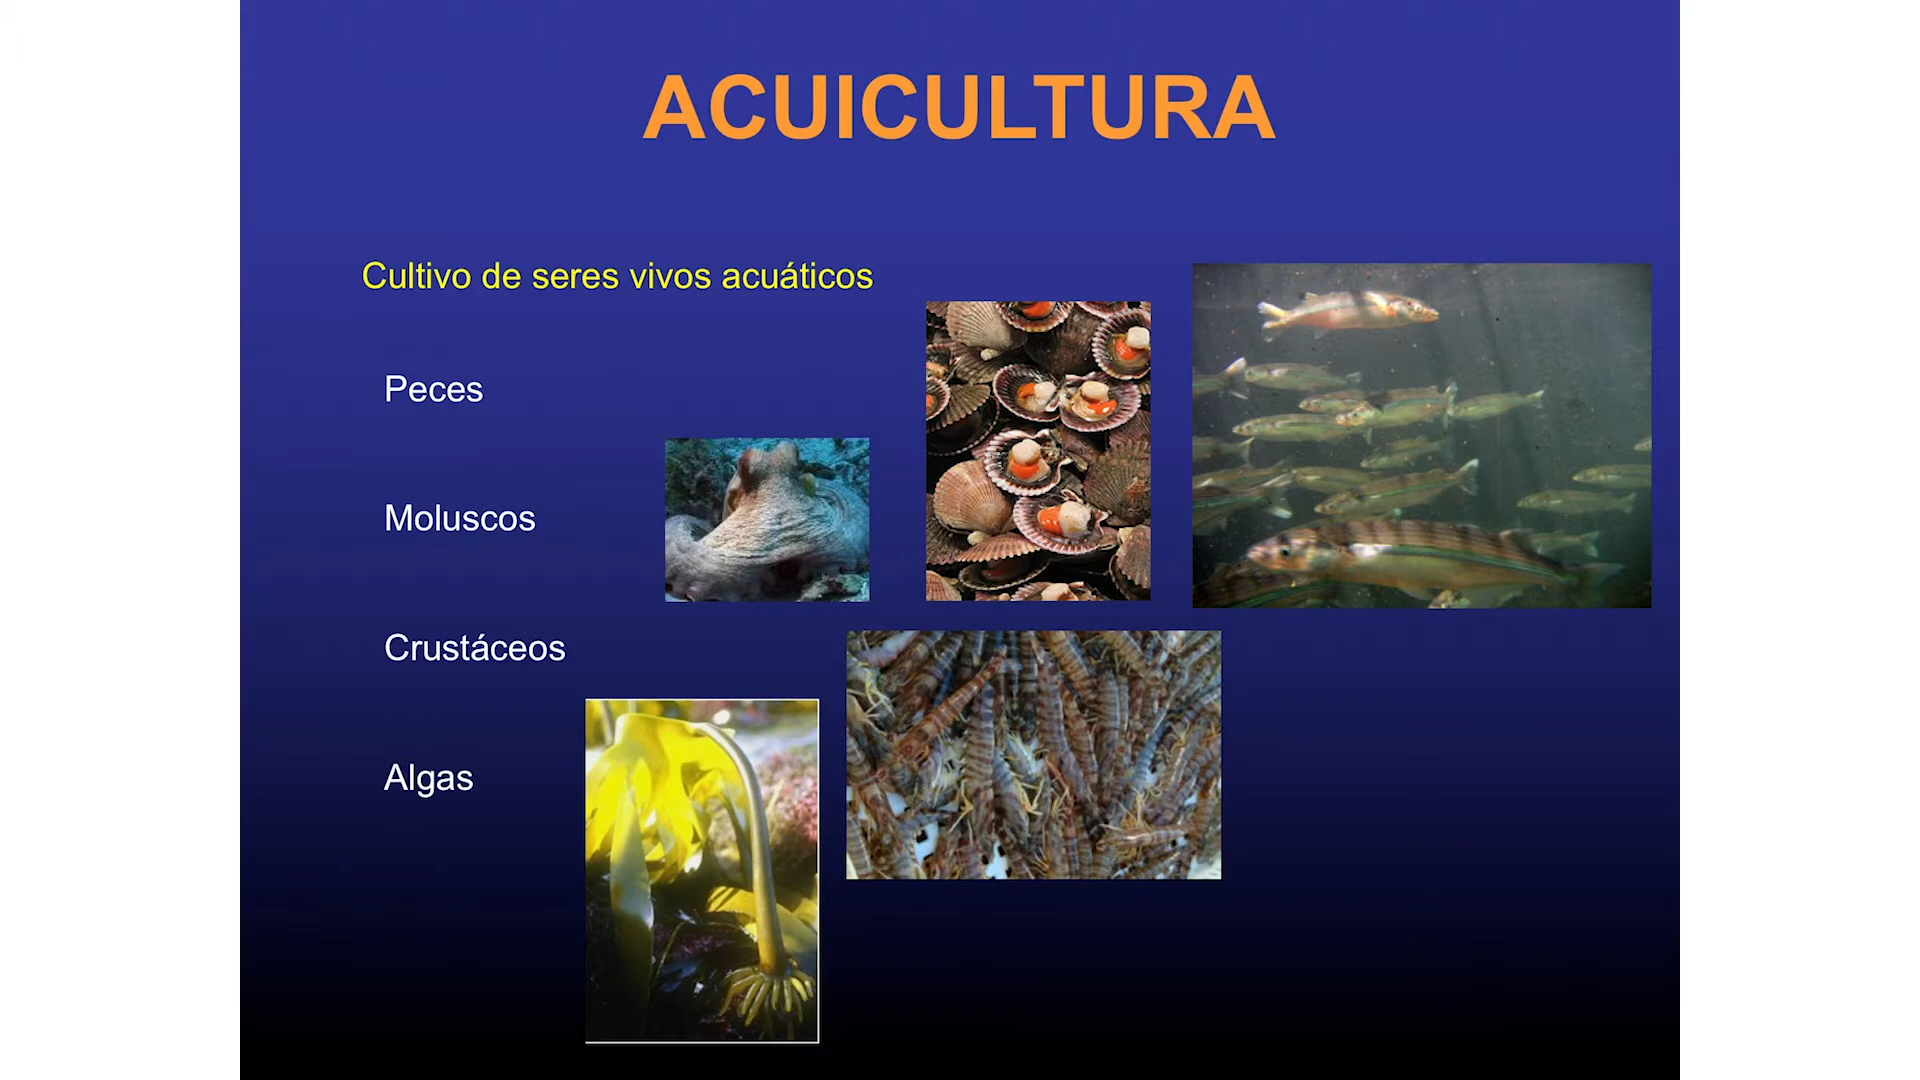 ACUICULTURA
Cultivo de seres vivos acuáticos
Peces
Moluscos
Crustáceos
Algas